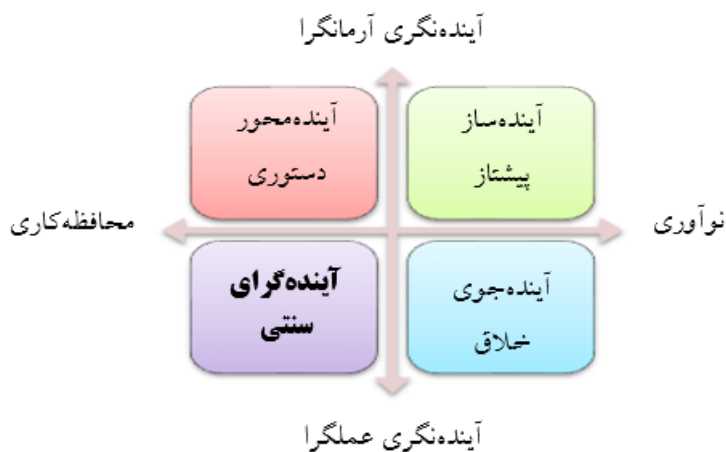 آینده‌نگری آرمانگرا
آینده‌ساز
پیشتاز
آینده‌محور
دستوری
نوآوری
محافظه‌کاری
آینده‌جوی
خلاق
آینده‌گرای
سنتی
آینده‌نگری عملگرا